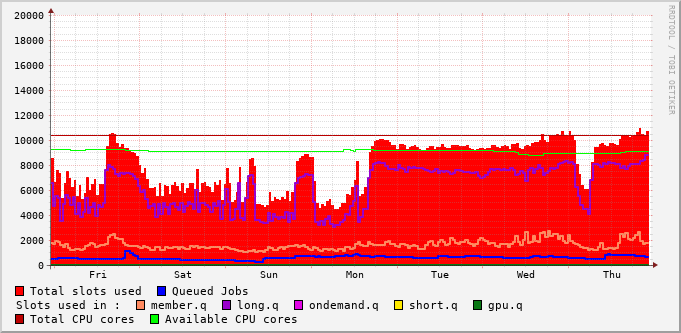 RRDTOOL / TOBI OETIKER
20000
18000
16000
14000
12000
10000
8000
6000
4000
2000
0
Fri Sat Sun Mon Tue Wed Thu
Total slots used Queued Jobs
Slots used in : member.q long.q ondemand.q short.q gpu.q
Total CPU cores Available CPU cores